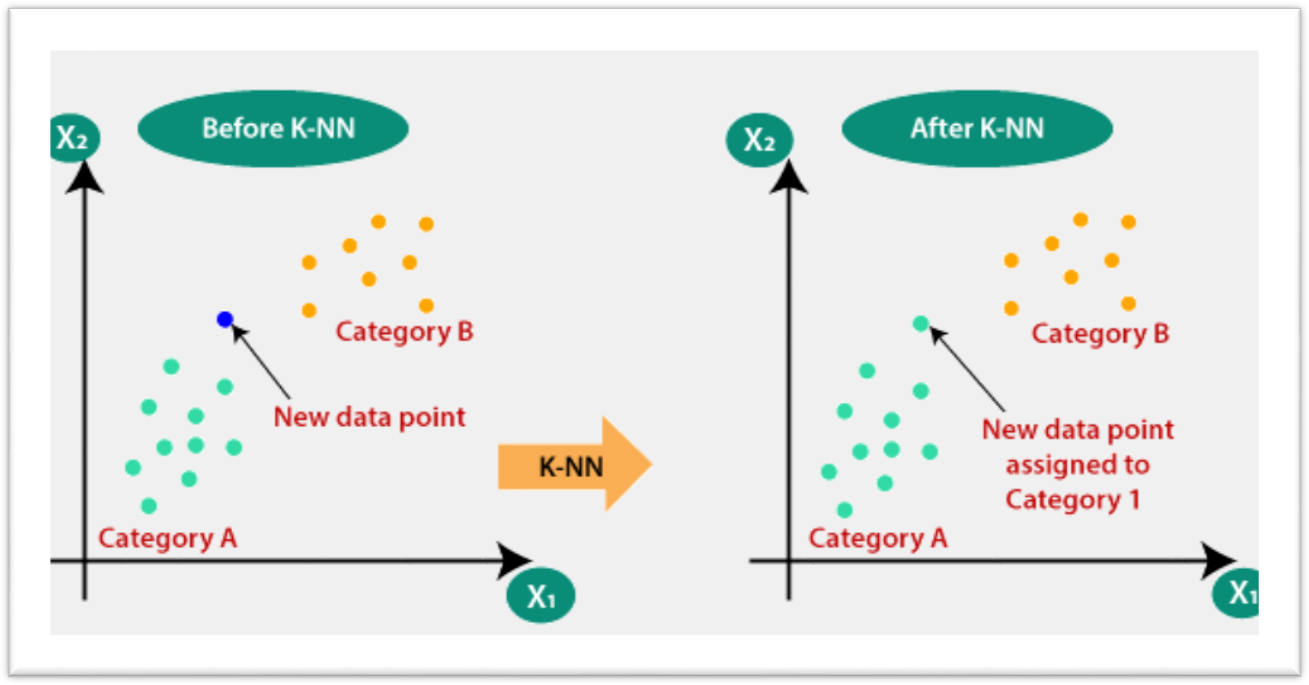 Before K-NN
X₂
Category B
New data point
Category A
X₁
K-NN
After K-NN
X₂
Category B
New data point
assigned to
Category 1
Category A
X₁